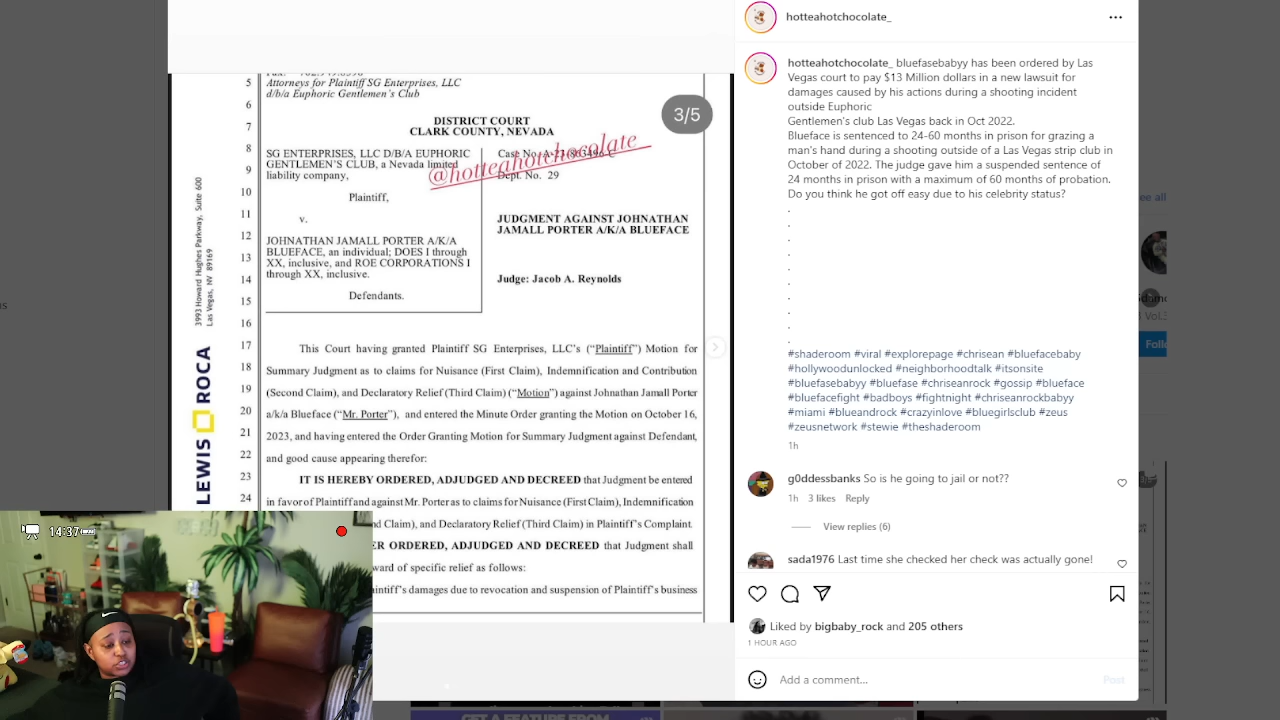 hotteahotchocolate_
hotteahotchocolate_ bluefasebabyy has been ordered by Las
Vegas court to pay $13 Million dollars in a new lawsuit for
damages caused by his actions during a shooting incident
outside Euphoric
Gentlemen's club Las Vegas back in Oct 2022.
Blueface is sentenced to 24-60 months in prison for grazing a
man's hand during a shooting outside of a Las Vegas strip club in
October of 2022. The judge gave him a suspended sentence of
24 months in prison with a maximum of 60 months of probation.
Do you think he got off easy due to his celebrity status?
.
.
.
.
.
.
.
.
.
.
#shaderoom #viral #explorepage #chrisean #bluefacebaby
#hollywoodunlocked #neighborhoodtalk #itsonsite
#bluefasebabyy #bluefase #chriseanrock #gossip #blueface
#bluefacefight #badboys #fightnight #chriseanrockbabyy
#miami #blueandrock #crazyinlove #bluegirlsclub #zeus
#zeusnetwork #stewie #theshaderoom
1h
g0ddessbanks So is he going to jail or not??
1h 3 likes Reply
View replies (6)
sada1976 Last time she checked her check was actually gone!
Liked by bigbaby_rock and 205 others
1 HOUR AGO
Add a comment...
Post
3/5
5 Attorneys for Plaintiff SG Enterprises, LLC
d/b/a Euphoric Gentlemen's Club
6
7 DISTRICT COURT
CLARK COUNTY, NEVADA
8 SG ENTERPRISES, LLC D/B/A EUPHORIC
GENTLEMEN'S CLUB, a Nevada limited
9 liability company,
Case No.
Dept. No. 29
@hotteahotchocolate
10 Plaintiff,
11 v.
JUDGMENT AGAINST JOHNATHAN
JAMALL PORTER A/K/A BLUEFACE
12 JOHNATHAN JAMALL PORTER A/K/A
BLUEFACE, an individual; DOES I through
13 XX, inclusive, and ROE CORPORATIONS I
14 through XX, inclusive.
Judge: Jacob A. Reynolds
15 Defendants.
16
17 This Court having granted Plaintiff SG Enterprises, LLC's ("Plaintiff") Motion for
18 Summary Judgment as to claims for Nuisance (First Claim), Indemnification and Contribution
19 (Second Claim), and Declaratory Relief (Third Claim) ("Motion") against Johnathan Jamall Porter
20 a/k/a Blueface ("Mr. Porter"), and entered the Minute Order granting the Motion on October 16,
21 2023, and having entered the Order Granting Motion for Summary Judgment against Defendant,
22 and good cause appearing therefor:
23 IT IS HEREBY ORDERED, ADJUDGED AND DECREED that Judgment be entered
24 in favor of Plaintiff and against Mr. Porter as to claims for Nuisance (First Claim), Indemnification
Claim), and Declaratory Relief (Third Claim) in Plaintiff's Complaint.
ORDERED, ADJUDGED AND DECREED that Judgment shall
of specific relief as follows:
damages due to revocation and suspension of Plaintiff's business
3993 Howard Hughes Parkway, Suite 600
Las Vegas, NV 89169
LEWIS ROCA
14:37
see all
Vol.
Foll
GET A FEATURE FROM